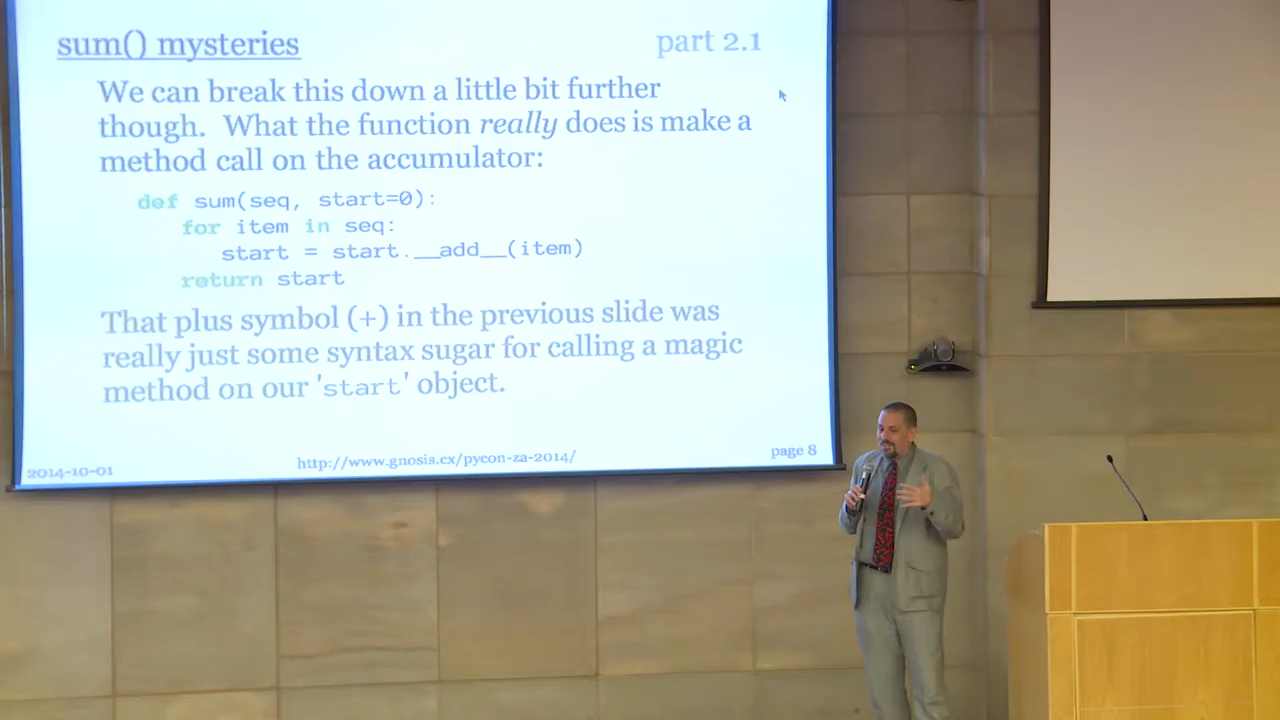 sum() mysteries part 2.1
We can break this down a little bit further
though. What the function really does is make a
method call on the accumulator:
def sum(seq, start=0):
for item in seq:
start = start.__add__(item)
return start
That plus symbol (+) in the previous slide was
really just some syntax sugar for calling a magic
method on our 'start' object.
2014-10-01 http://www.gnosis.cx/pycon-za-2014/ page 8